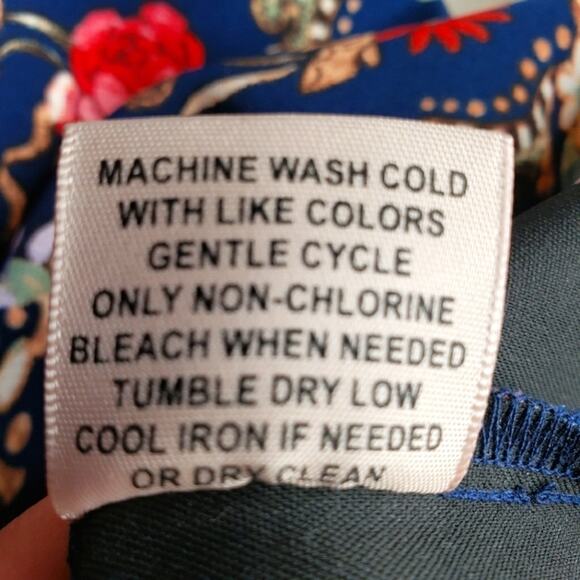 MACHINE WASH COLD
WITH LIKE COLORS
GENTLE CYCLE
ONLY NON-CHLORINE
BLEACH WHEN NEEDED
TUMBLE DRY LOW
COOL IRON IF NEEDED
OR DRY CLEAN